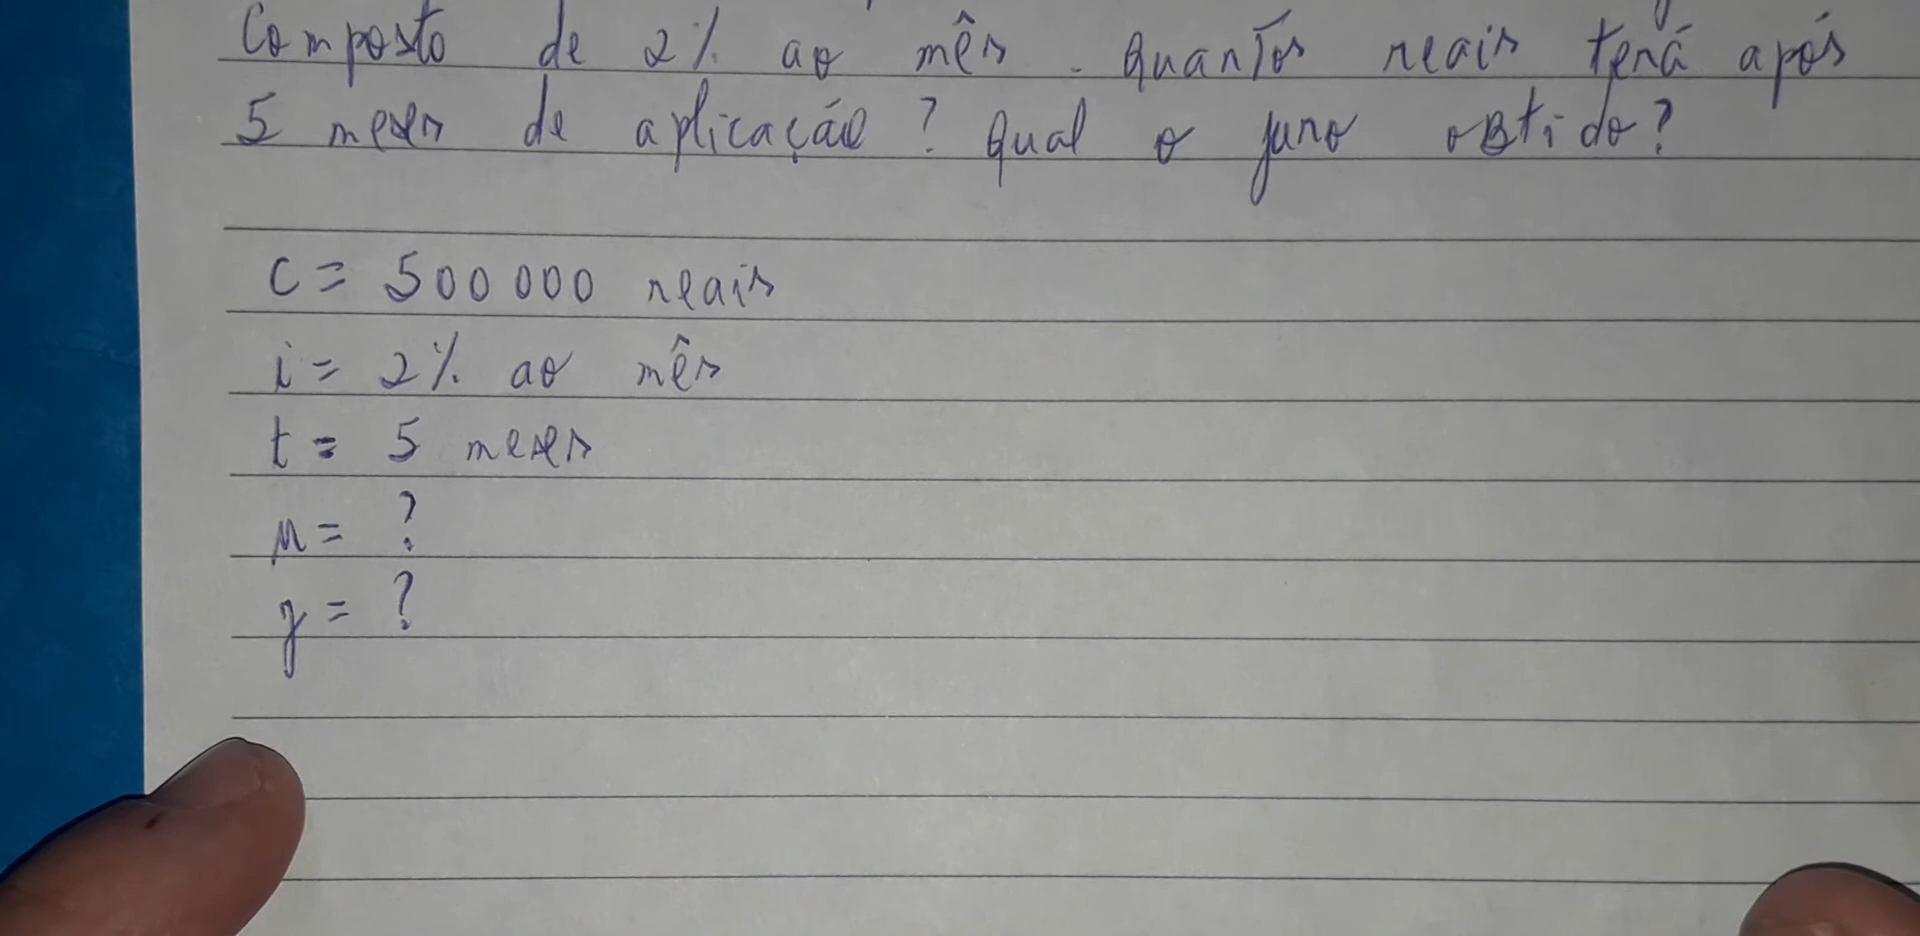 Composto de 2% ao mês. Quantos reais terá após
5 meses de aplicação? Qual o juro obtido?
C = 500 000 reais
i = 2% ao mês
t = 5 meses
M = ?
j = ?